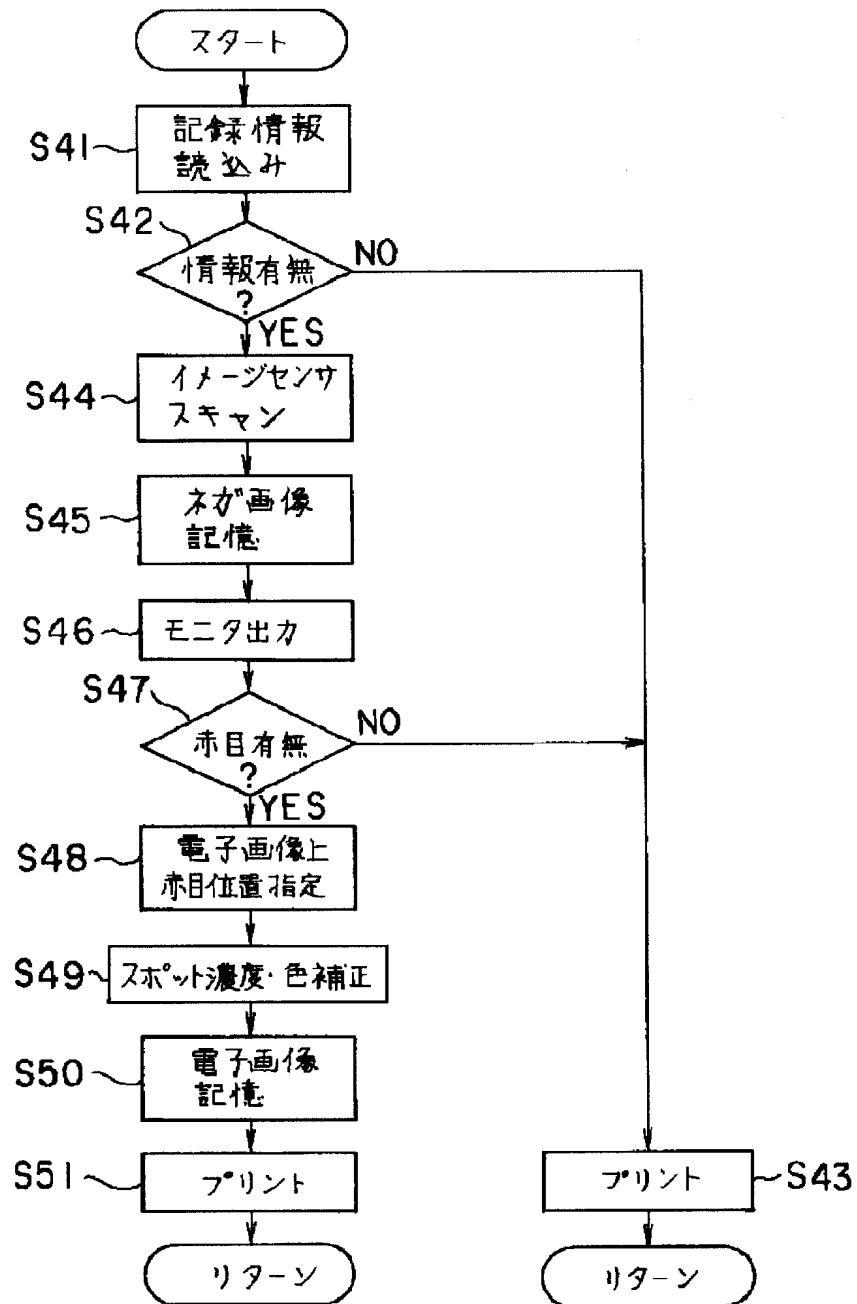 スタート
S41
記録情報
読込み
S42
情報有無
?
NO
YES
S44
イメージセンサ
スキャン
S45
ネガ画像
記憶
S46
モニタ出力
S47
赤目有無
?
NO
YES
S48
電子画像上
赤目位置指定
S49
スポット濃度・色補正
S50
電子画像
記憶
S51
プリント
プリント
S43
リターン
リターン